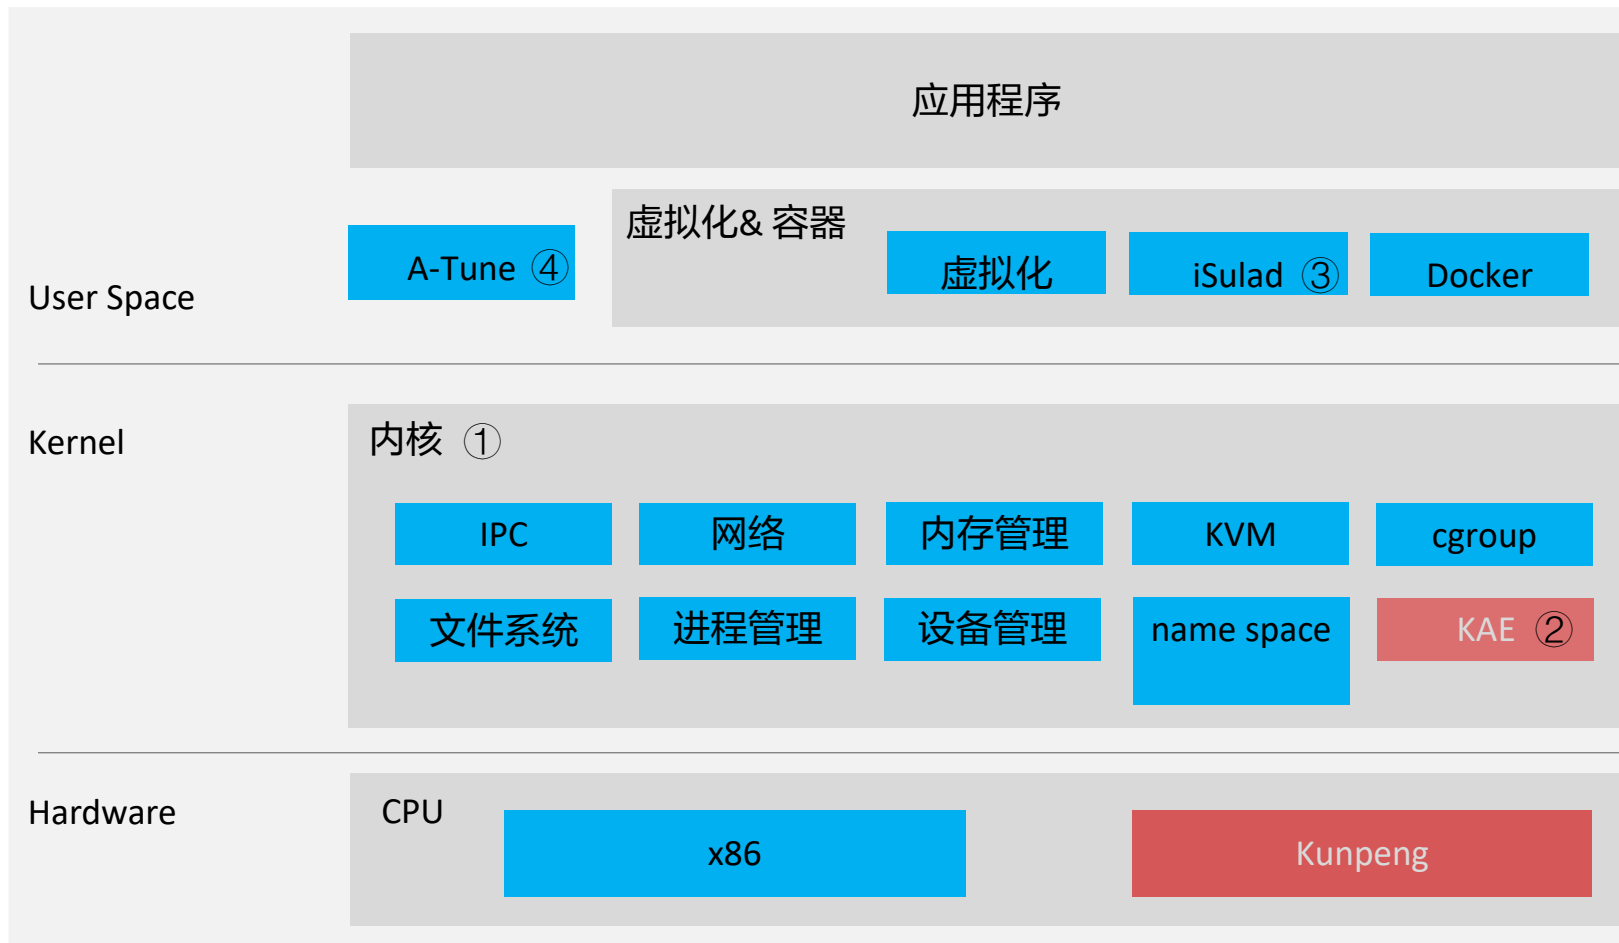 应用程序
虚拟化& 容器
A-Tune ④
虚拟化
iSulad ③
Docker
User Space
Kernel
内核 ①
IPC
网络
内存管理
KVM
cgroup
文件系统
进程管理
设备管理
name space
KAE ②
Hardware
CPU
x86
Kunpeng